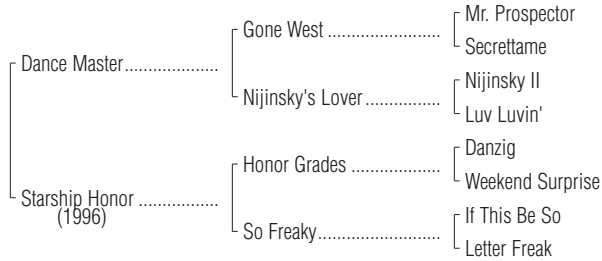 Mr. Prospector
Gone West ........................
Secrettame
Dance Master....................
Nijinsky II
Nijinsky's Lover................
Luv Luvin'
Danzig
Honor Grades ...................
Weekend Surprise
Starship Honor .................
(1996)
If This Be So
So Freaky..........................
Letter Freak